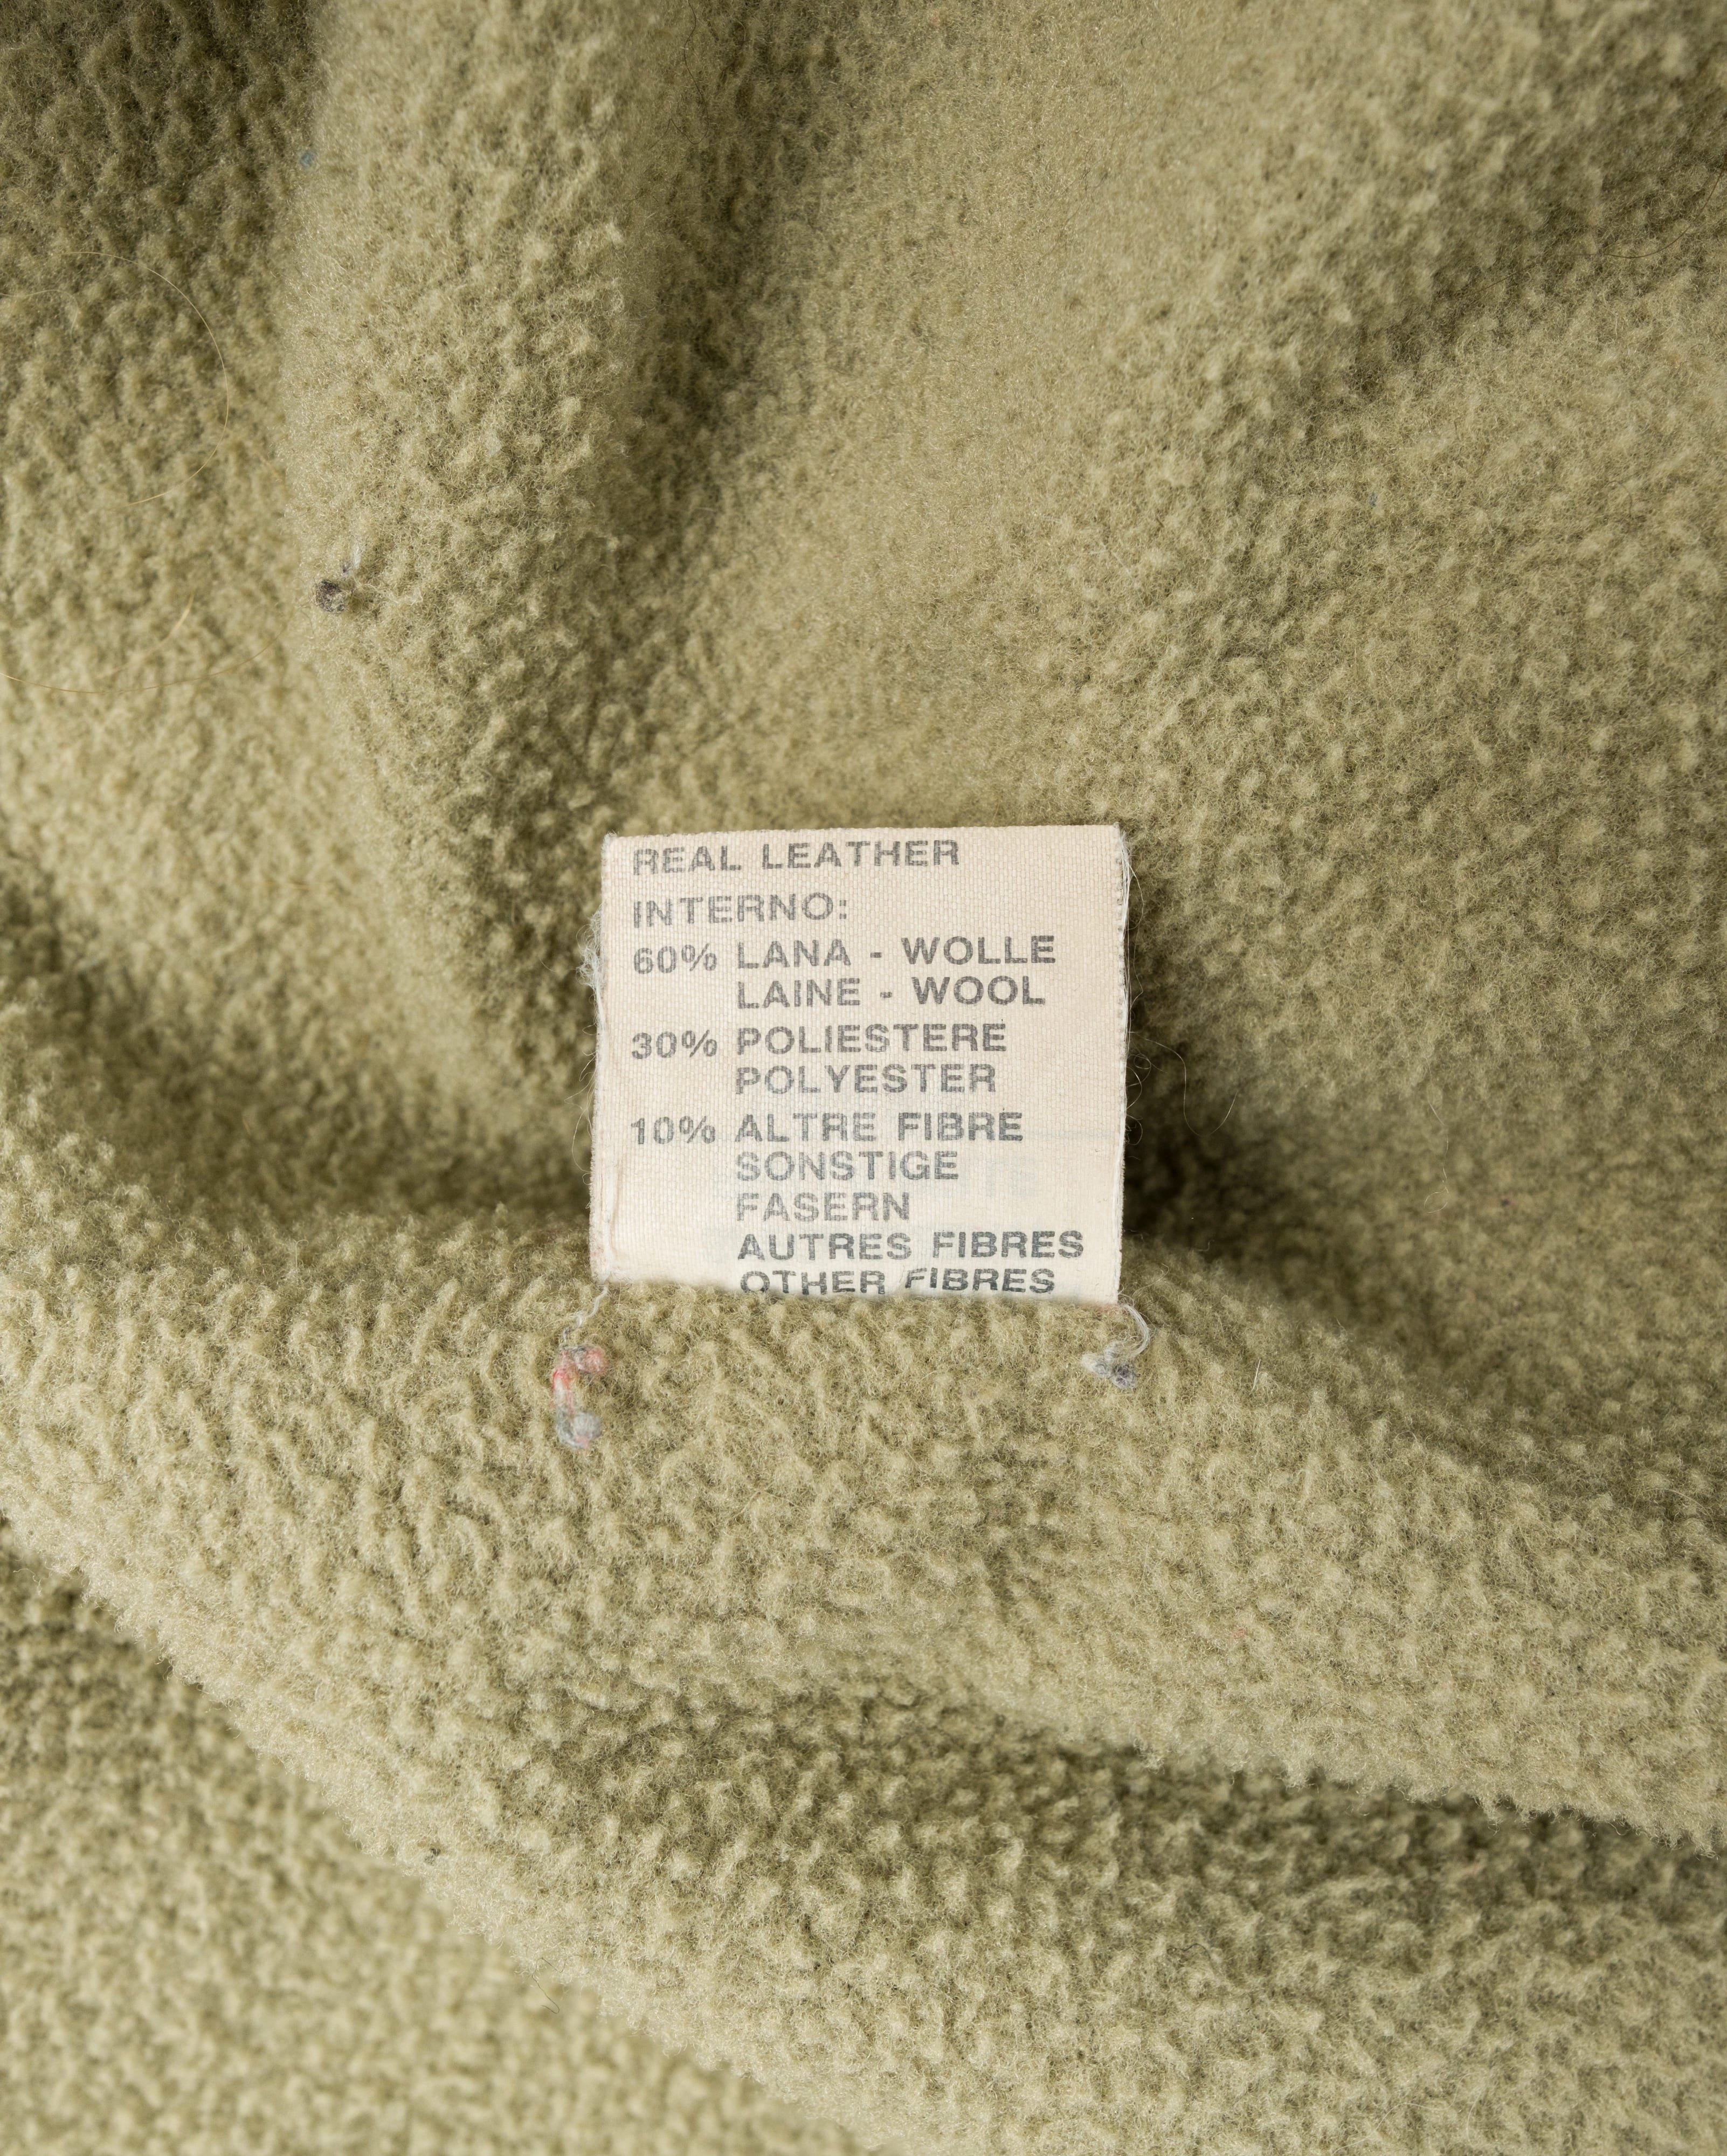 REAL LEATHER
INTERNO:
60% LANA - WOLLE
LAINE - WOOL
30% POLIESTERE
POLYESTER
10% ALTRE FIBRE
SONSTIGE
FASERN
AUTRES FIBRES
OTHER FIBRES